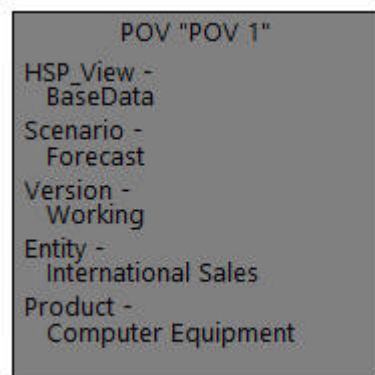 POV "POV 1"
HSP_View -
BaseData
Scenario -
Forecast
Version -
Working
Entity -
International Sales
Product -
Computer Equipment